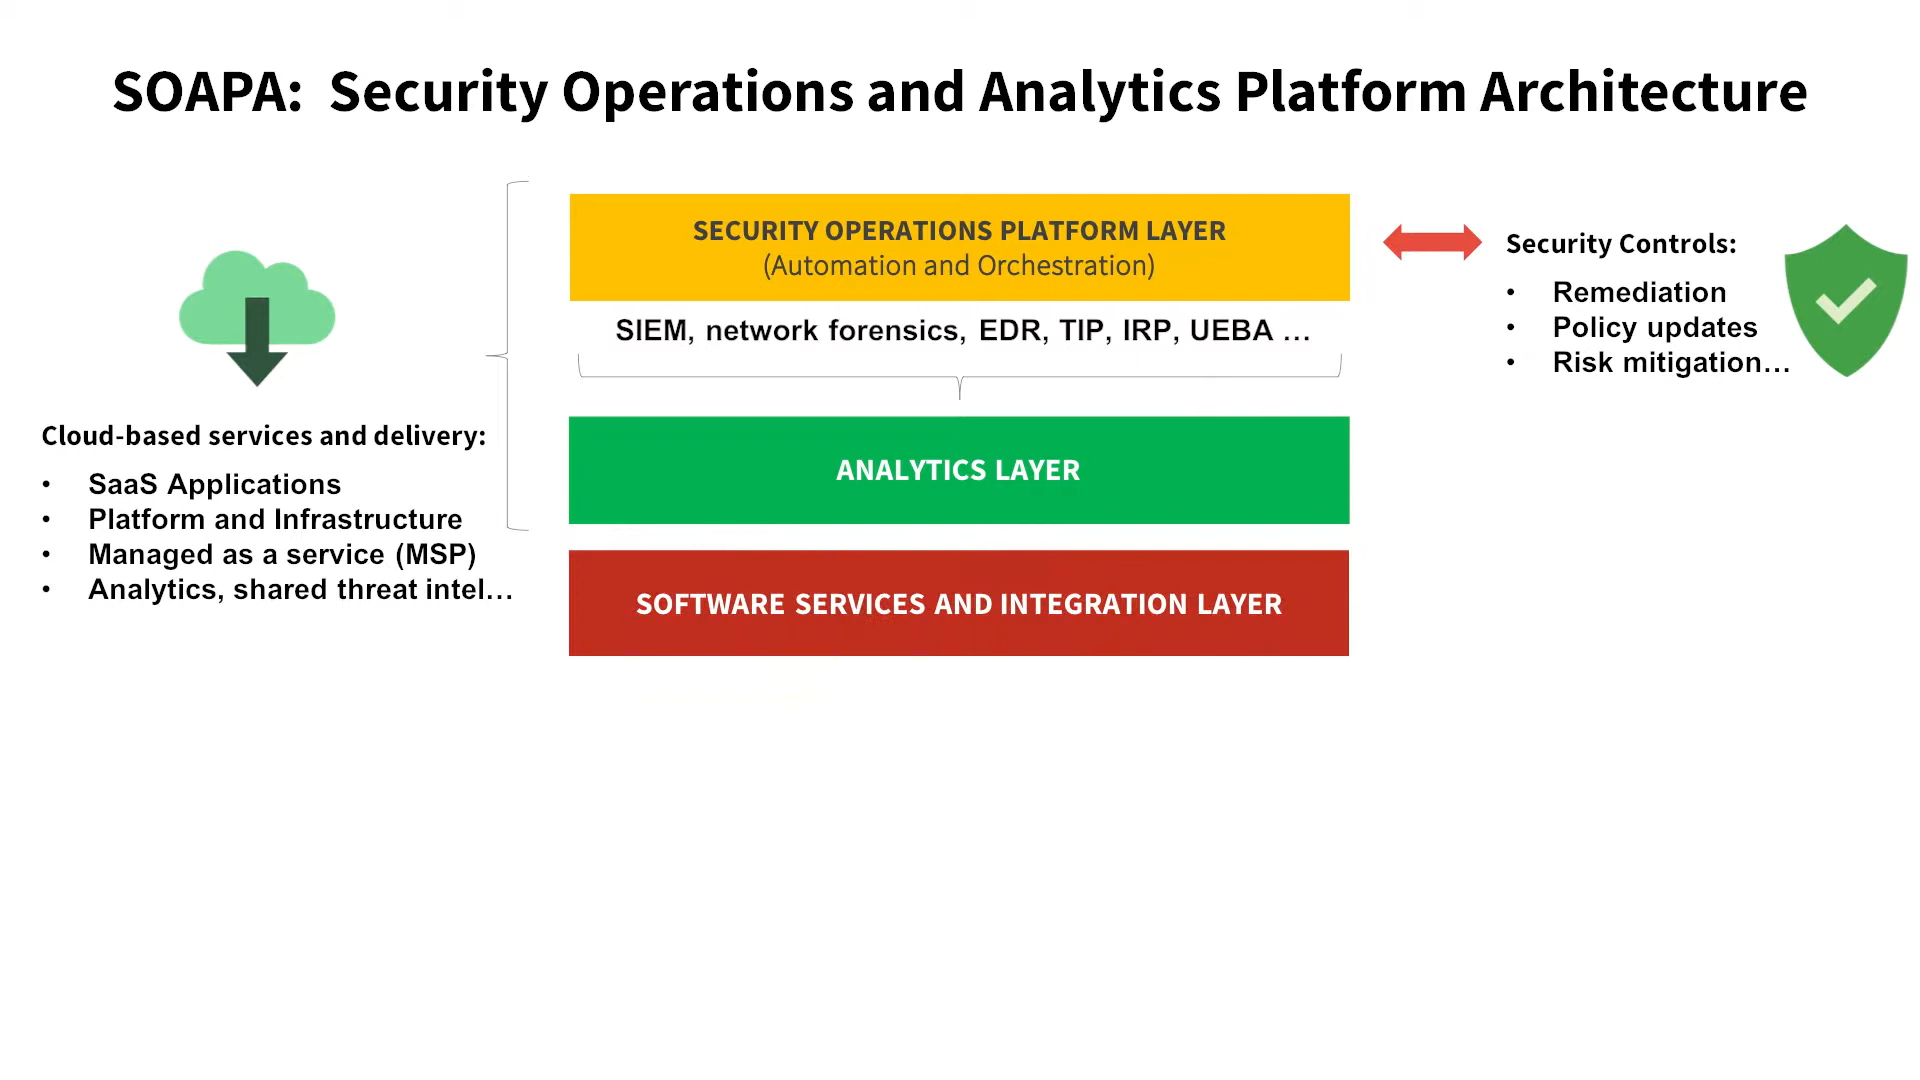 SOAPA: Security Operations and Analytics Platform Architecture
SECURITY OPERATIONS PLATFORM LAYER
(Automation and Orchestration)
SIEM, network forensics, EDR, TIP, IRP, UEBA …
ANALYTICS LAYER
SOFTWARE SERVICES AND INTEGRATION LAYER
Cloud-based services and delivery:
• SaaS Applications
• Platform and Infrastructure
• Managed as a service (MSP)
• Analytics, shared threat intel…
Security Controls:
• Remediation
• Policy updates
• Risk mitigation…